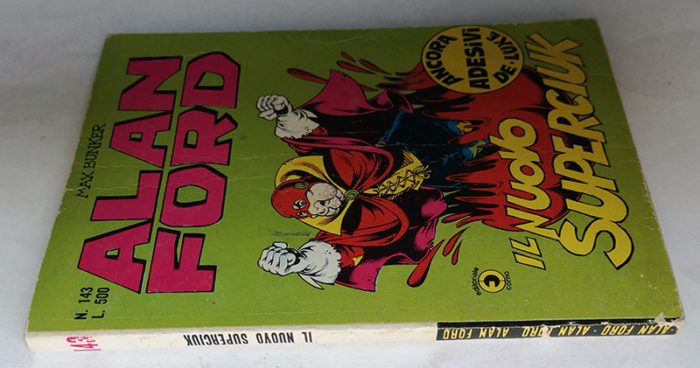 MAX BUNKER
ALAN
FORD
N. 143
L. 500
ANCORA
ADESIVI
DE-LUXE
IL NUOVO
SUPERCIUK
editoriale
corno
143
IL NUOVO SUPERCIUK
ALAN FORD · ALAN FORD · ALAN FORD